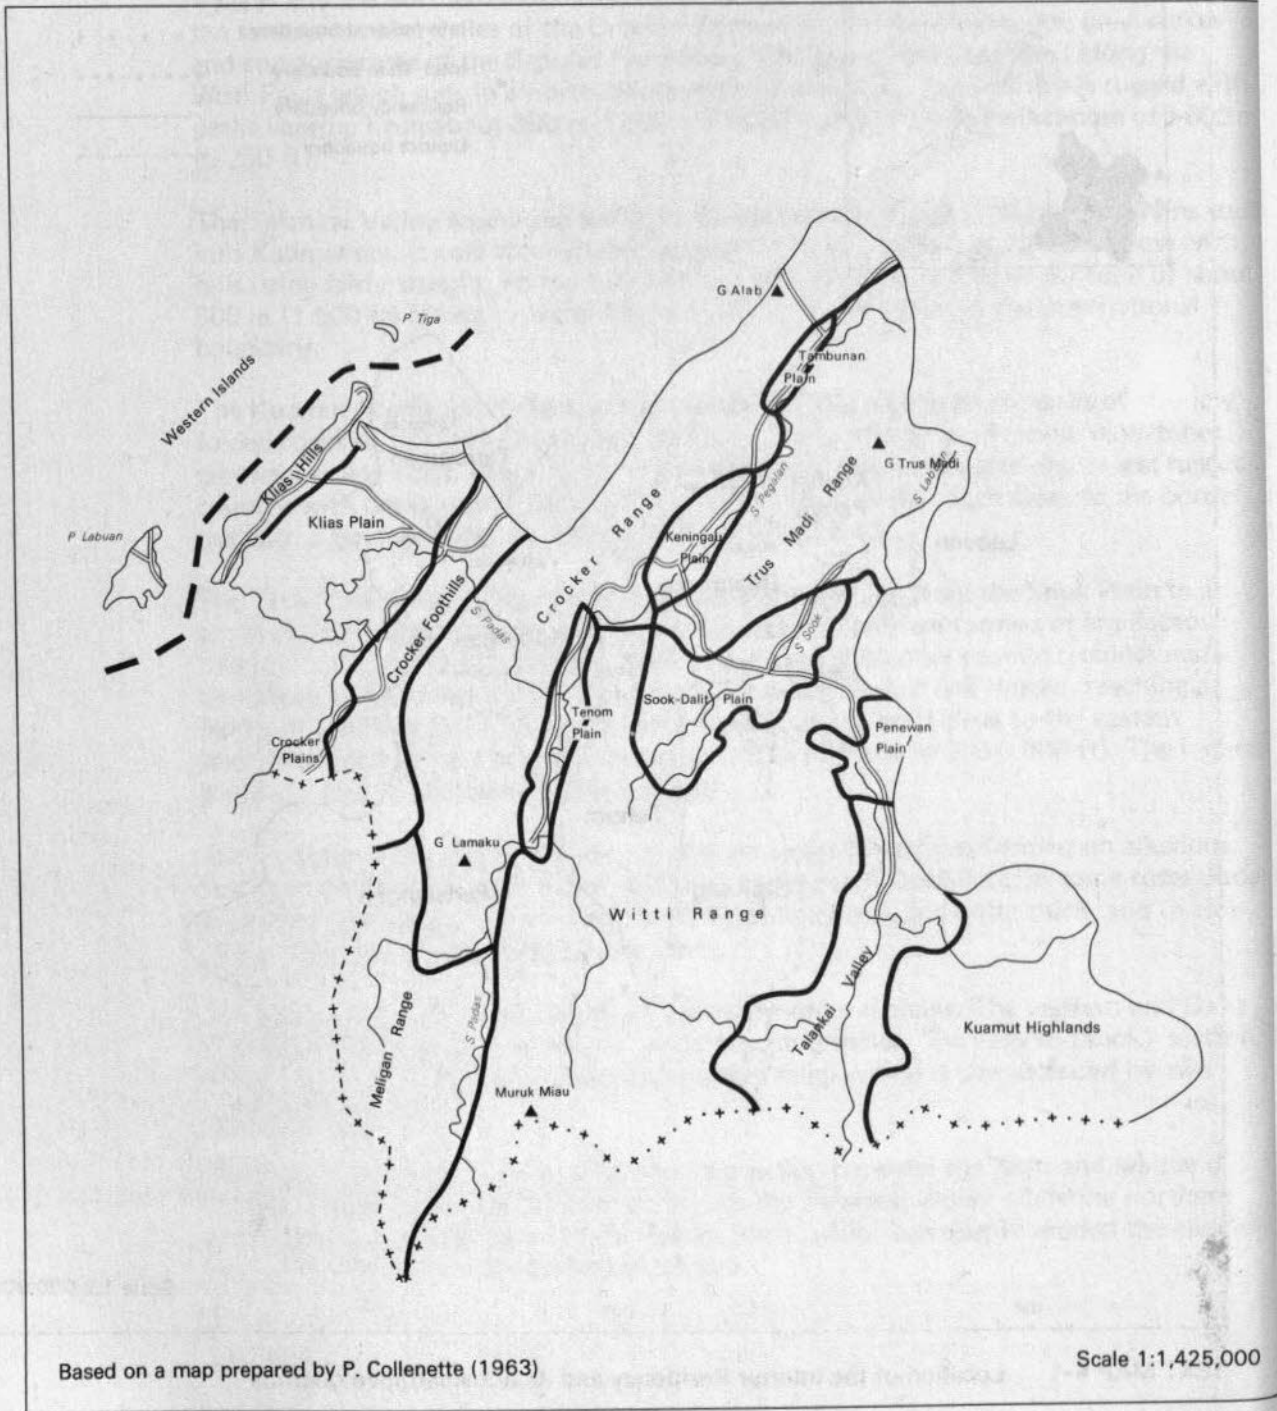 G Alab
P Tiga
Tambunan
Plain
Western Islands
G Trus Madi
S Labau
Klias Hills
Klias Plain
S Pegalan
Crocker Range
Trus Madi Range
P Labuan
Keningau
Plain
Crocker Foothills
S Padas
S Sook
Sook-Dalit Plain
Tenom
Plain
Penewan
Plain
Crocker
Plains
G Lamaku
Witti Range
Talankai Valley
Meligan Range
S Padas
Kuamut Highlands
Muruk Miau
Based on a map prepared by P. Collenette (1963)
Scale 1:1,425,000